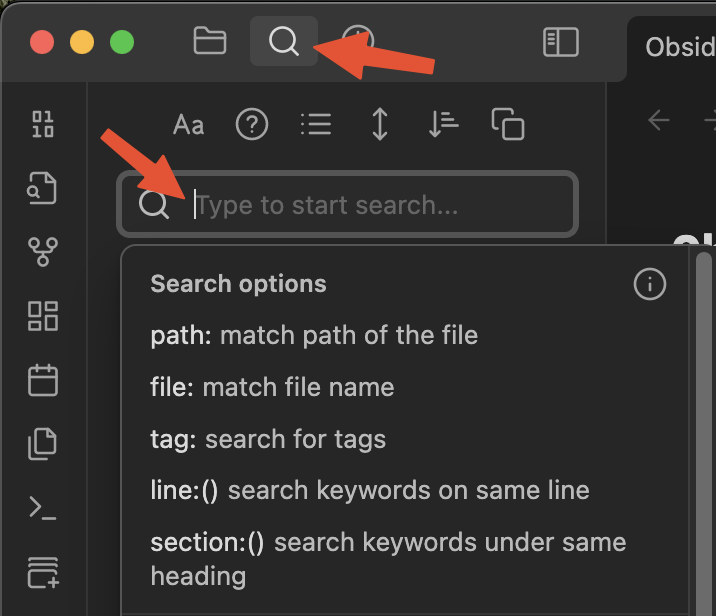 Obsid
Aa
Type to start search...
Search options
path: match path of the file
file: match file name
tag: search for tags
line:() search keywords on same line
section:() search keywords under same
heading